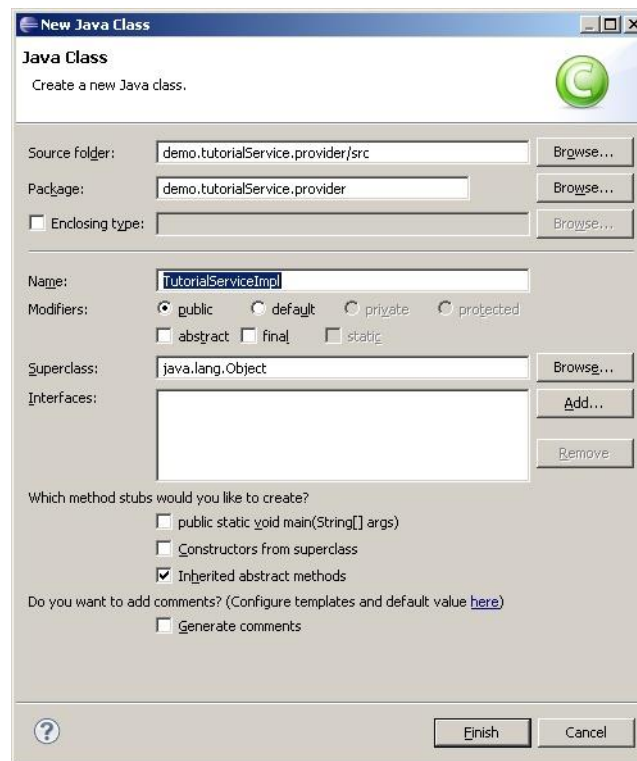 New Java Class
Java Class
Create a new Java class.
Source folder: demo.tutorialService.provider/src Browse...
Package: demo.tutorialService.provider Browse...
Enclosing type: Browse...
Name: TutorialServiceImpl
Modifiers: public default private protected
abstract final static
Superclass: java.lang.Object Browse...
Interfaces: Add...
Remove
Which method stubs would you like to create?
public static void main(String[] args)
Constructors from superclass
Inherited abstract methods
Do you want to add comments? (Configure templates and default value here)
Generate comments
Finish Cancel